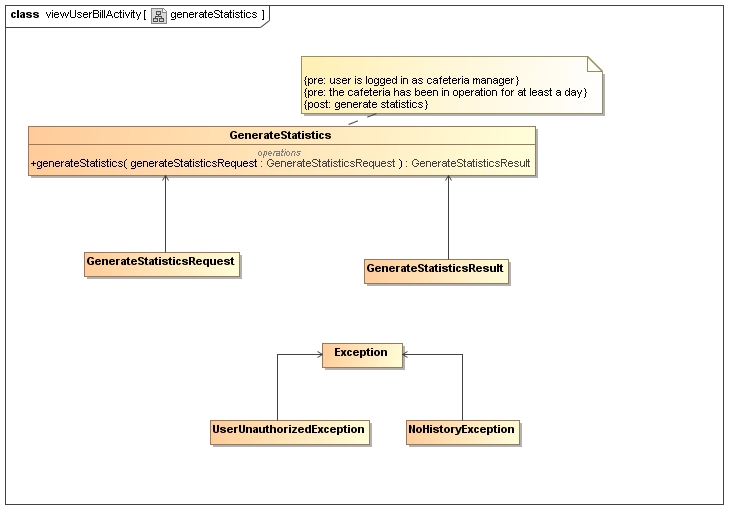 class viewUserBillActivity [ generateStatistics ]
{pre: user is logged in as cafeteria manager}
{pre: the cafeteria has been in operation for at least a day}
{post: generate statistics}
GenerateStatistics
operations
+generateStatistics( generateStatisticsRequest : GenerateStatisticsRequest ) : GenerateStatisticsResult
GenerateStatisticsRequest
GenerateStatisticsResult
Exception
UserUnauthorizedException
NoHistoryException